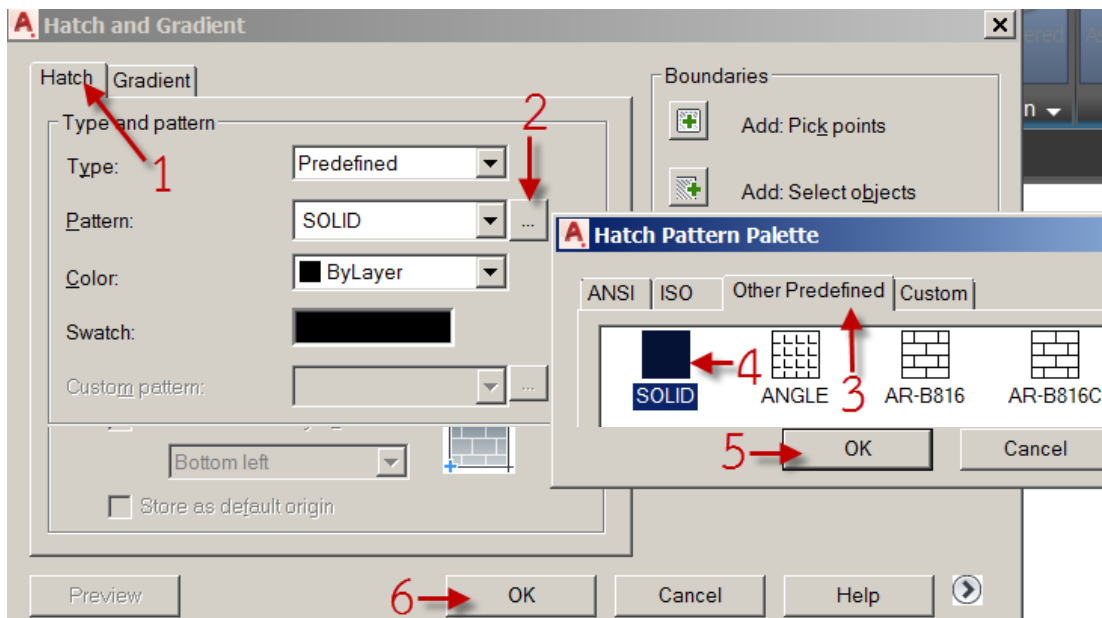 Hatch and Gradient
Hatch Gradient
1
Type and pattern
Type: Predefined
2
Pattern: SOLID ...
Color: ByLayer
Swatch:
Custom pattern: ...
Bottom left
Store as default origin
Boundaries
Add: Pick points
Add: Select objects
Hatch Pattern Palette
ANSI ISO Other Predefined Custom
3
4
SOLID ANGLE AR-B816 AR-B816C
5 OK Cancel
Preview 6 OK Cancel Help